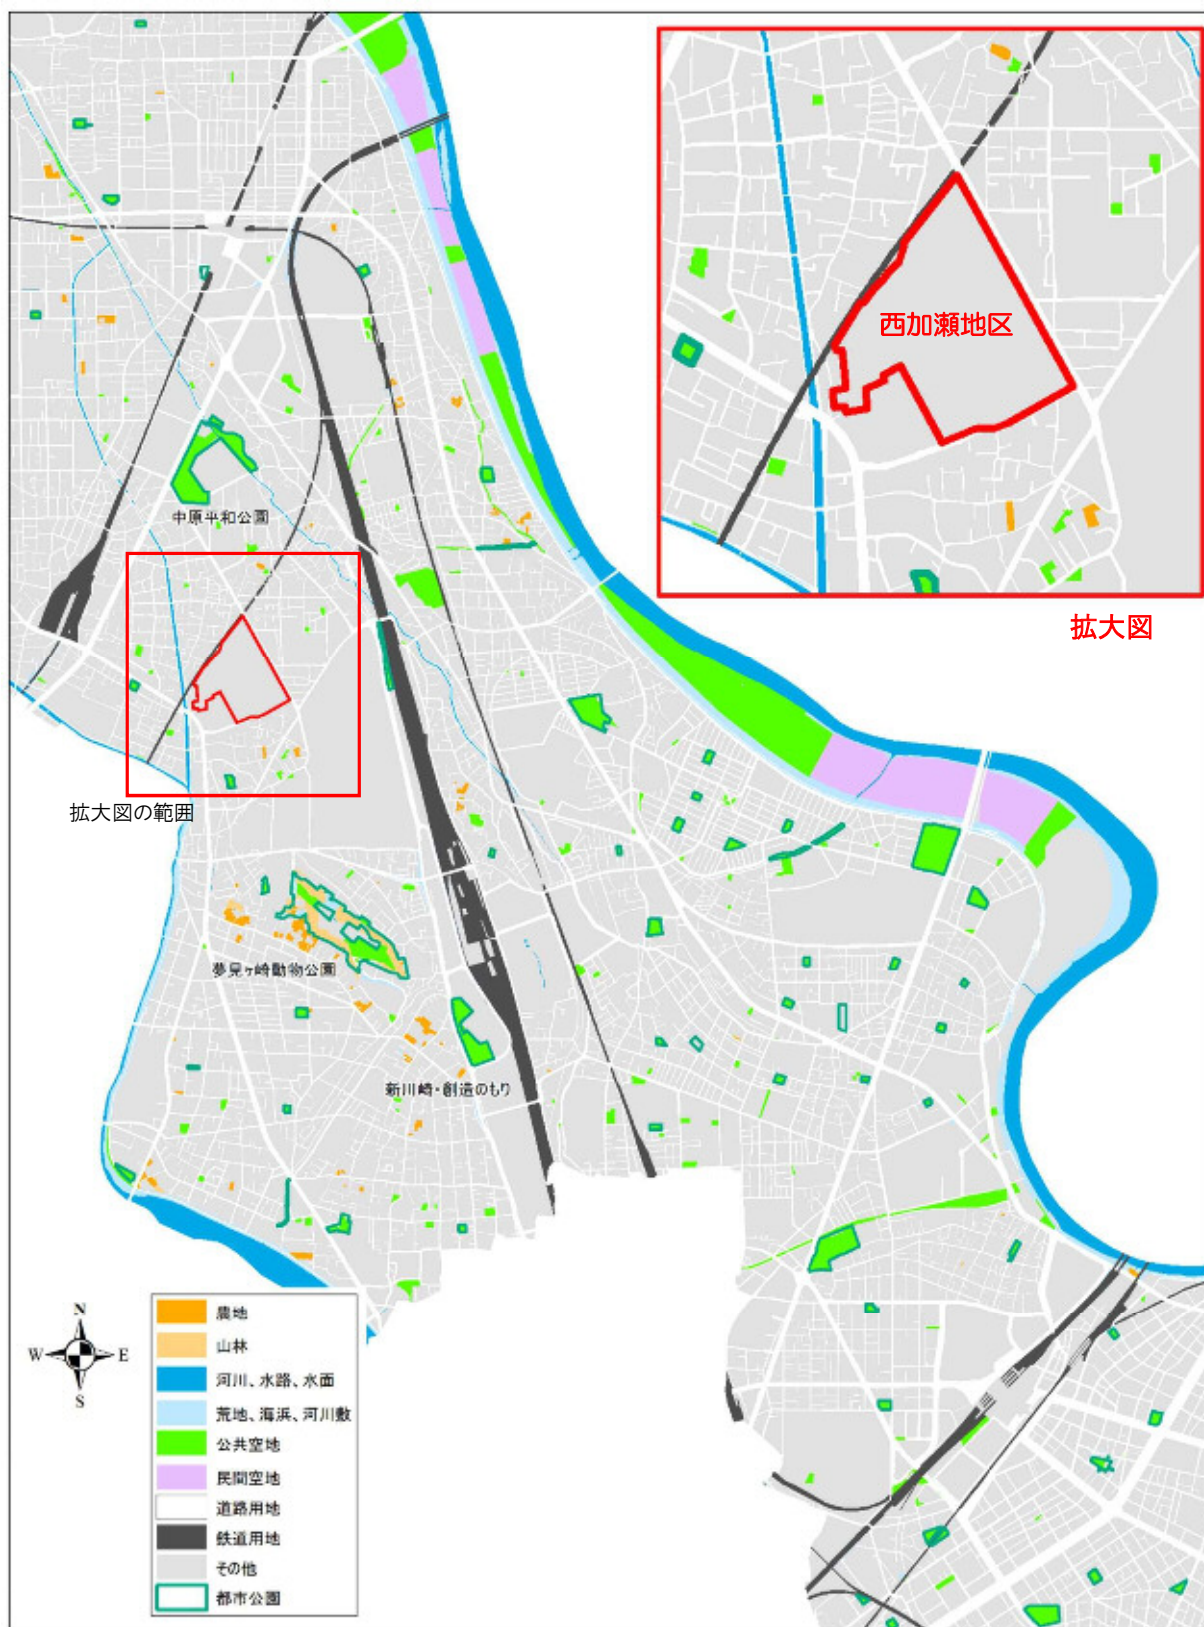 西加瀬地区
拡大図
中原平和公園
拡大図の範囲
夢見ヶ崎動物公園
新川崎・創造のもり
N
W
E
S
農地
山林
河川、水路、水面
荒地、海浜、河川敷
公共空地
民間空地
道路用地
鉄道用地
その他
都市公園